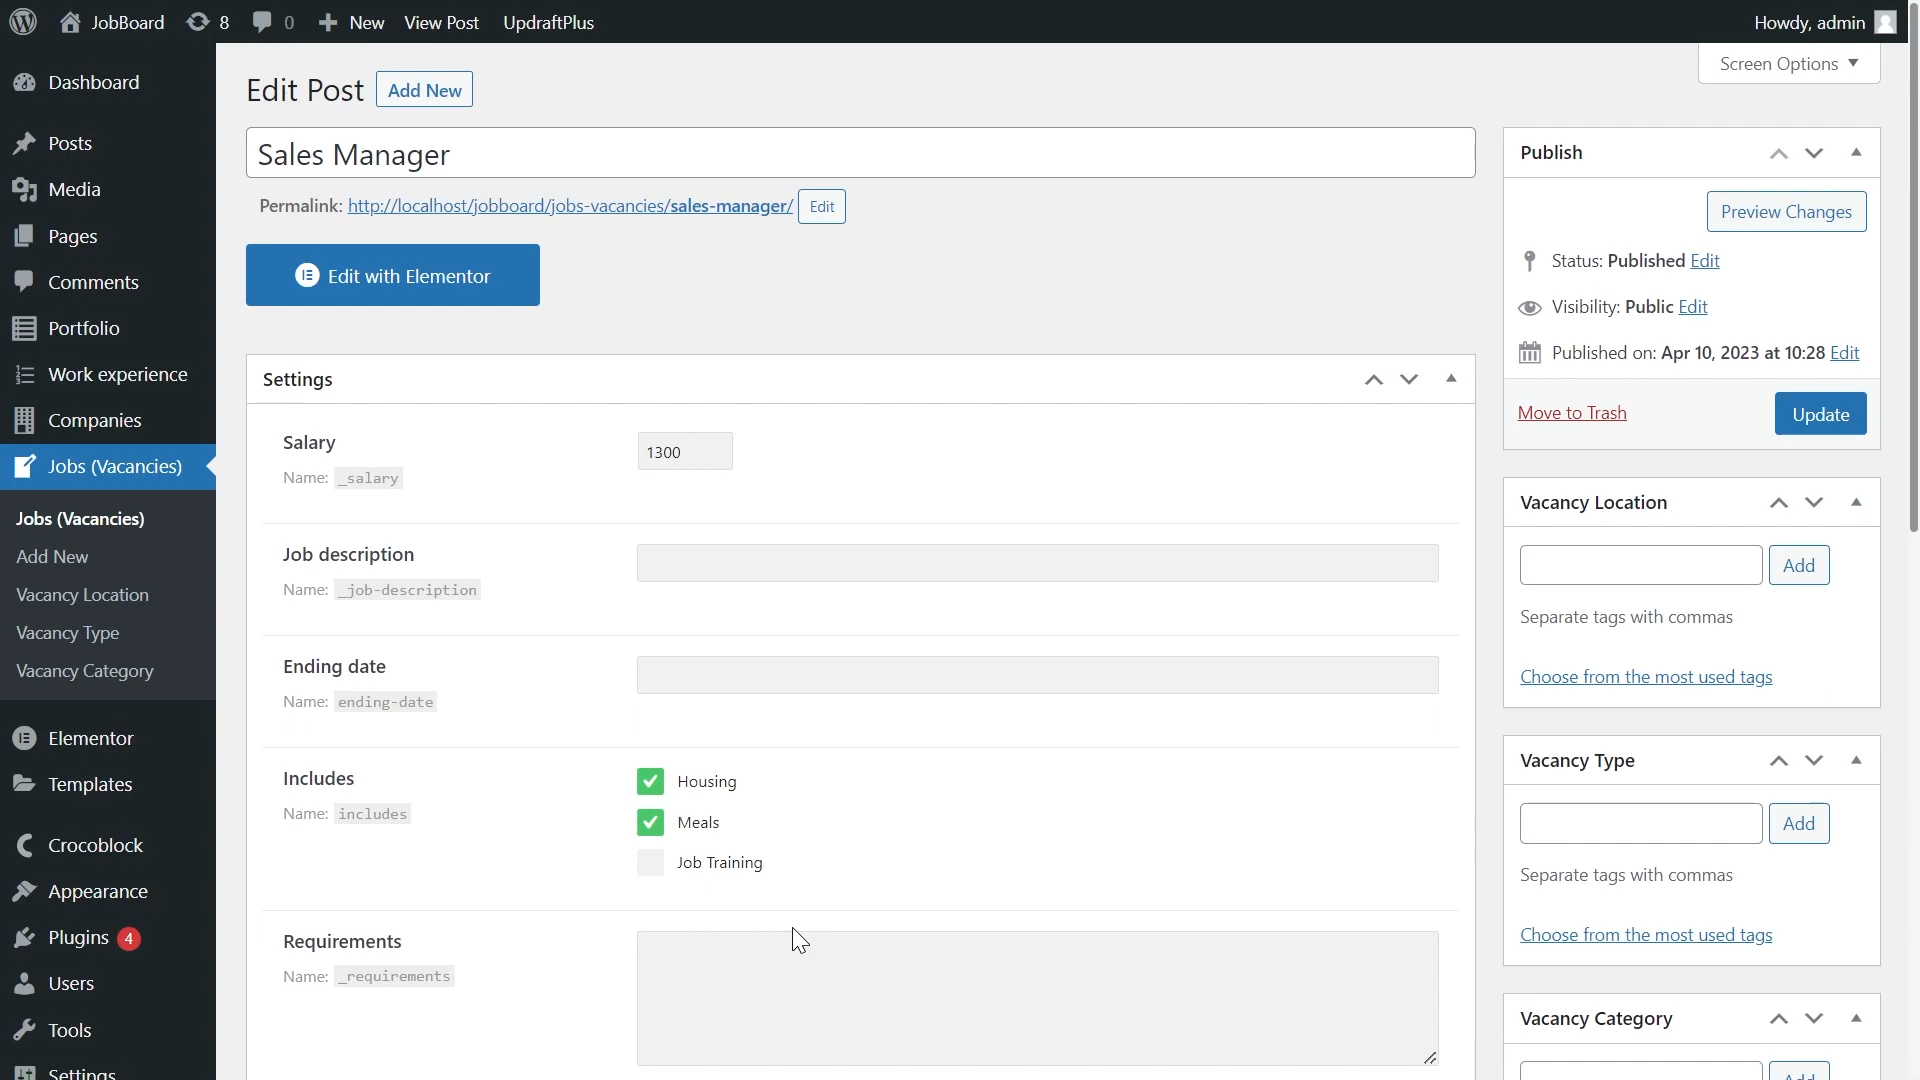 JobBoard 8 0 New View Post UpdraftPlus Howdy, admin
Screen Options
Dashboard
Posts
Media
Pages
Comments
Portfolio
Work experience
Companies
Jobs (Vacancies)
Jobs (Vacancies)
Add New
Vacancy Location
Vacancy Type
Vacancy Category
Elementor
Templates
Crocoblock
Appearance
Plugins 4
Users
Tools
Settings
Edit Post Add New
Sales Manager
Permalink: http://localhost/jobboard/jobs-vacancies/sales-manager/ Edit
Edit with Elementor
Settings
Salary
Name: _salary
1300
Job description
Name: _job-description
Ending date
Name: ending-date
Includes
Name: includes
Housing
Meals
Job Training
Requirements
Name: _requirements
Publish
Preview Changes
Status: Published Edit
Visibility: Public Edit
Published on: Apr 10, 2023 at 10:28 Edit
Move to Trash Update
Vacancy Location
Add
Separate tags with commas
Choose from the most used tags
Vacancy Type
Add
Separate tags with commas
Choose from the most used tags
Vacancy Category
Add